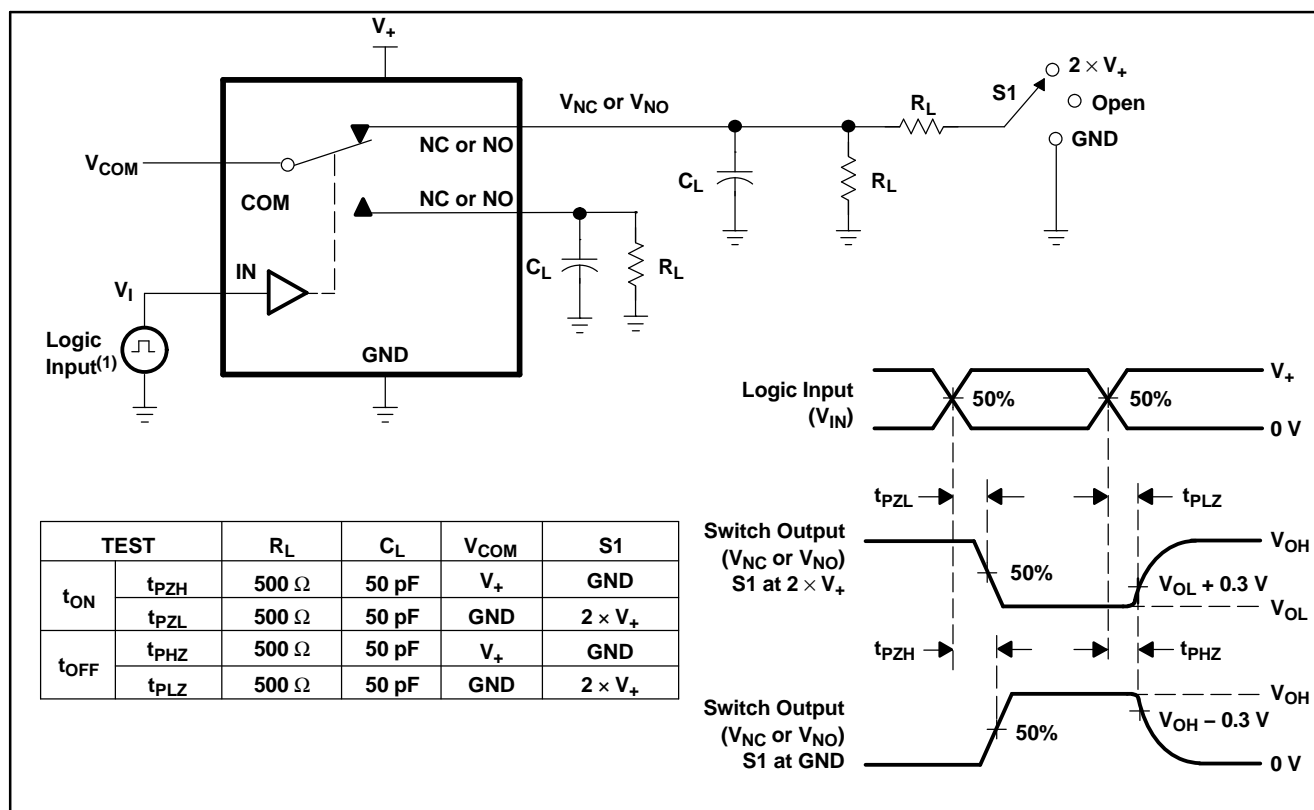 V+
VNC or VNO
RL
S1
2 × V+
Open
GND
VCOM
COM
NC or NO
NC or NO
CL
RL
CL
RL
IN
VI
Logic
Input(1)
GND
Logic Input
(VIN)
50%
50%
V+
0 V
tPZL
tPLZ
Switch Output
(VNC or VNO)
S1 at 2 × V+
50%
VOH
VOL + 0.3 V
VOL
tPZH
tPHZ
Switch Output
(VNC or VNO)
S1 at GND
50%
VOH
VOH – 0.3 V
0 V
TEST RL CL VCOM S1
tON tPZH 500 Ω 50 pF V+ GND
tPZL 500 Ω 50 pF GND 2 × V+
tOFF tPHZ 500 Ω 50 pF V+ GND
tPLZ 500 Ω 50 pF GND 2 × V+